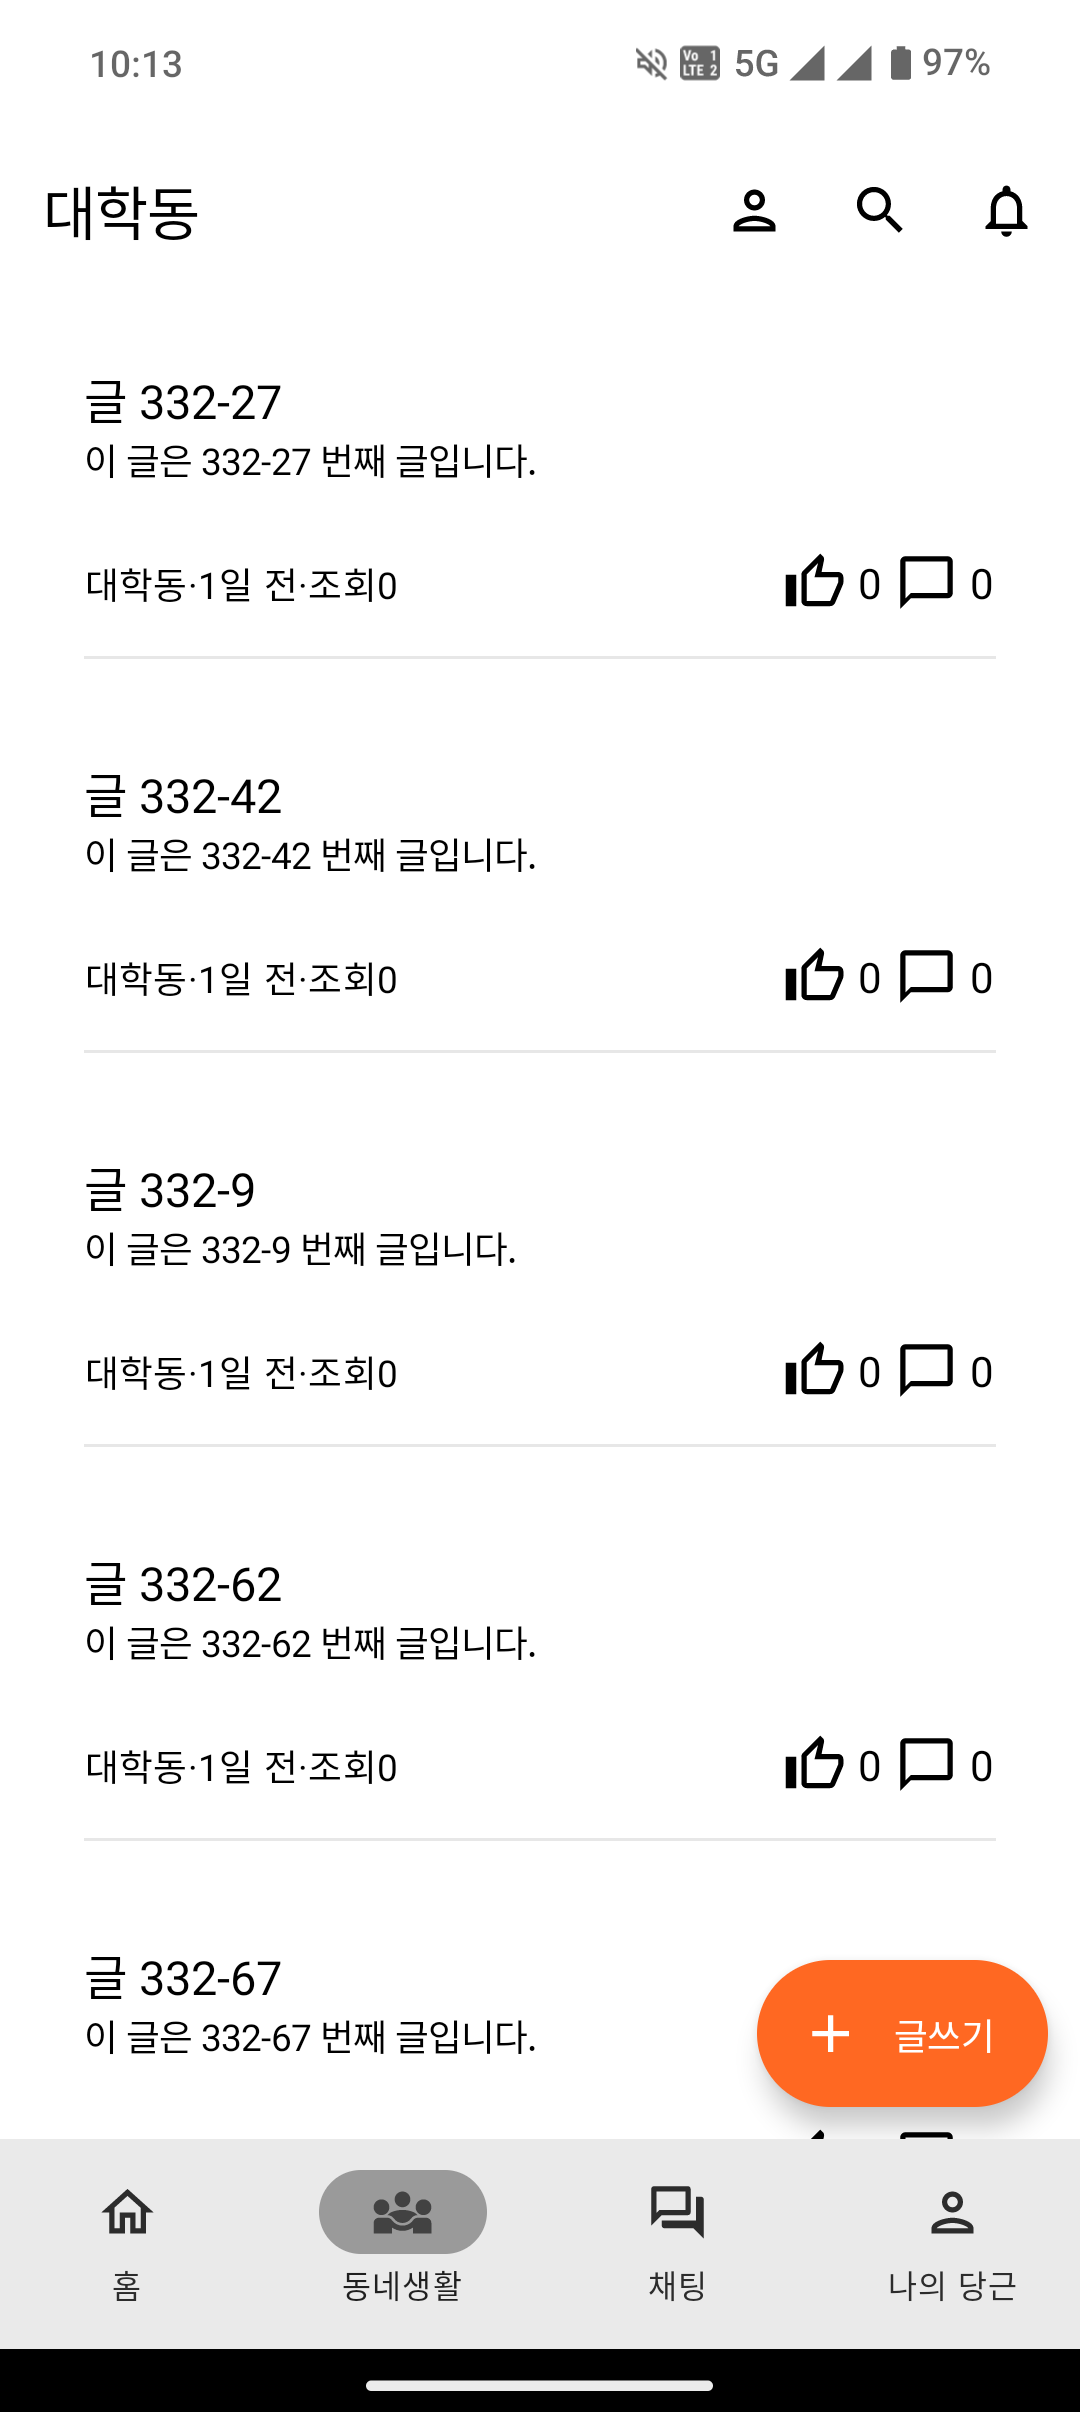 10:13
Vo 1 LTE 2 5G 97%
대학동
글 332-27
이 글은 332-27 번째 글입니다.
대학동·1일 전·조회0 0 0
글 332-42
이 글은 332-42 번째 글입니다.
대학동·1일 전·조회0 0 0
글 332-9
이 글은 332-9 번째 글입니다.
대학동·1일 전·조회0 0 0
글 332-62
이 글은 332-62 번째 글입니다.
대학동·1일 전·조회0 0 0
글 332-67
이 글은 332-67 번째 글입니다.
글쓰기
홈 동네생활 채팅 나의 당근